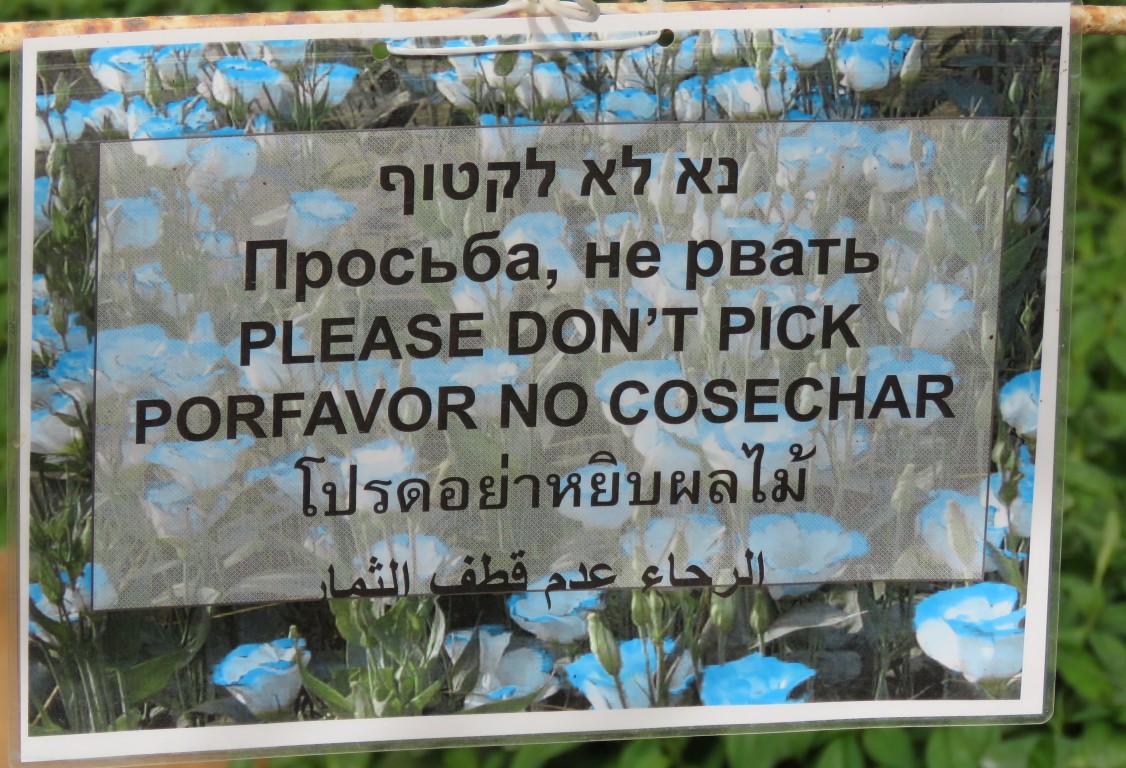 נא לא לקטוף
Просьба, не рвать
PLEASE DON'T PICK
PORFAVOR NO COSECHAR
โปรดอย่าหยิบผลไม้
الرجاء عدم قطف الثمار